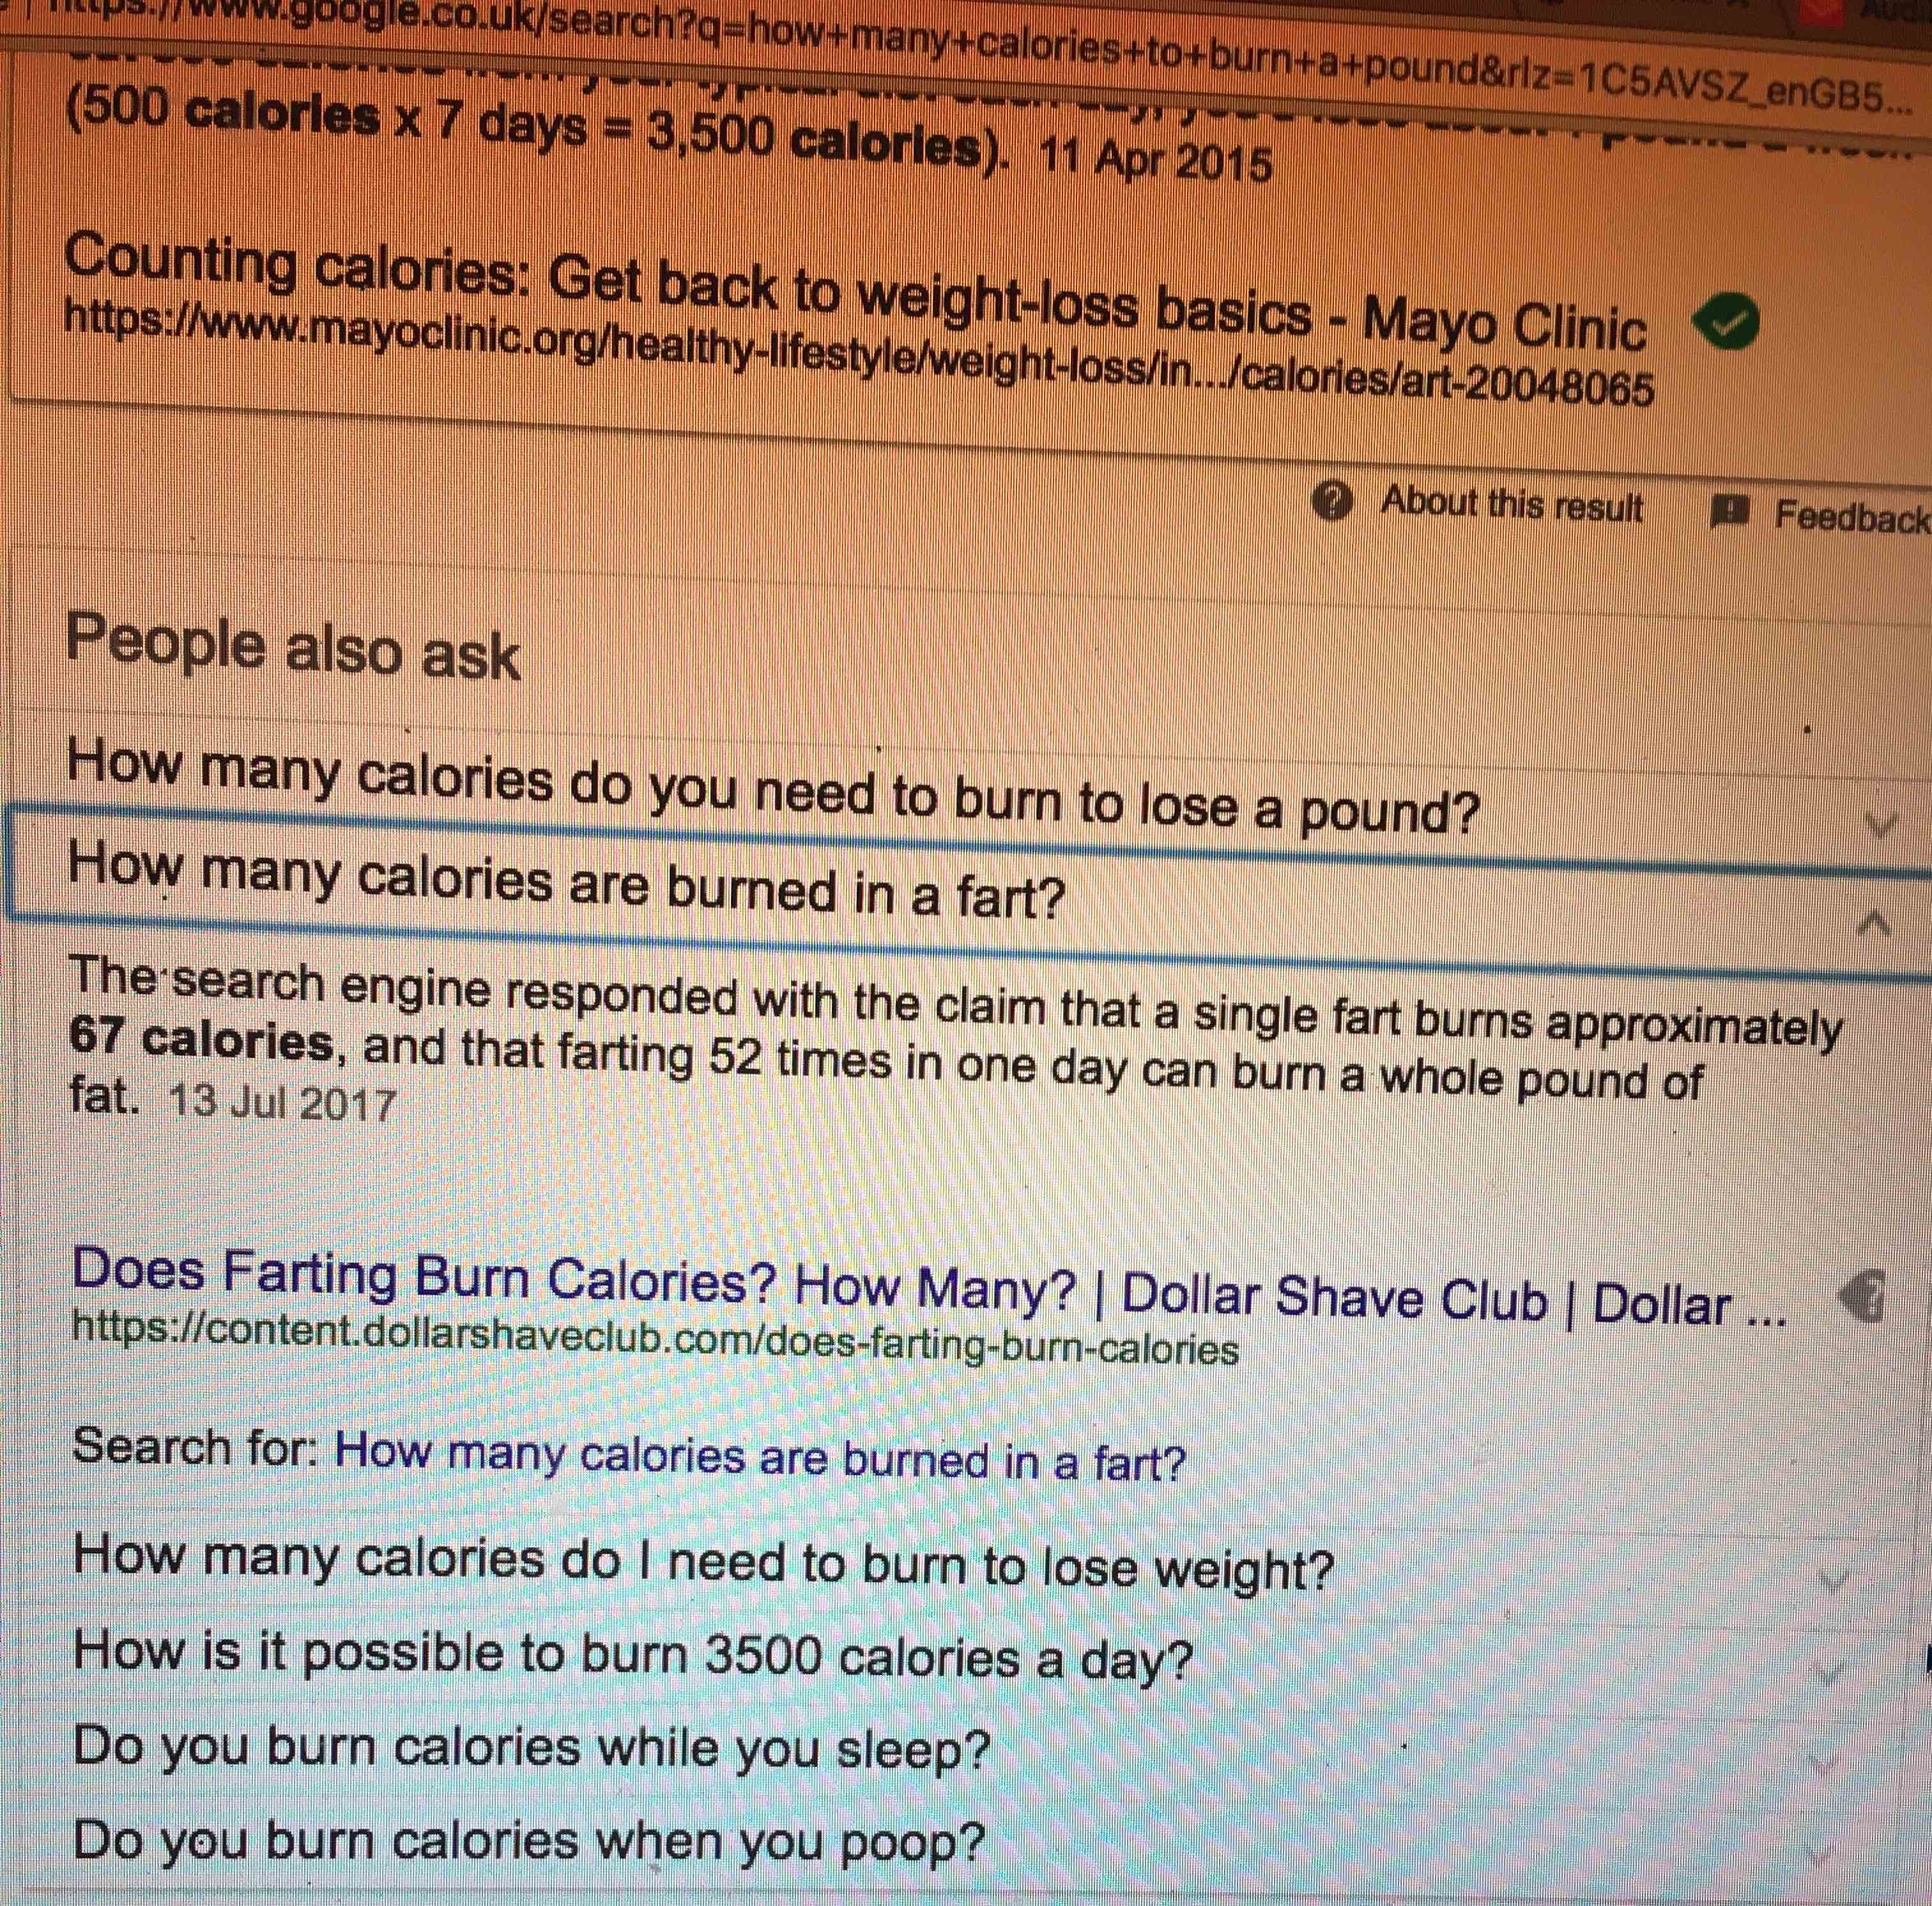 https://www.google.co.uk/search?q=how+many+calories+to+burn+a+pound&rlz=1C5AVSZ_enGB5...
(500 calories x 7 days = 3,500 calories). 11 Apr 2015
Counting calories: Get back to weight-loss basics - Mayo Clinic
https://www.mayoclinic.org/healthy-lifestyle/weight-loss/in.../calories/art-20048065
About this result Feedback
People also ask
How many calories do you need to burn to lose a pound?
How many calories are burned in a fart?
The search engine responded with the claim that a single fart burns approximately
67 calories, and that farting 52 times in one day can burn a whole pound of
fat. 13 Jul 2017
Does Farting Burn Calories? How Many? | Dollar Shave Club | Dollar ...
https://content.dollarshaveclub.com/does-farting-burn-calories
Search for: How many calories are burned in a fart?
How many calories do I need to burn to lose weight?
How is it possible to burn 3500 calories a day?
Do you burn calories while you sleep?
Do you burn calories when you poop?